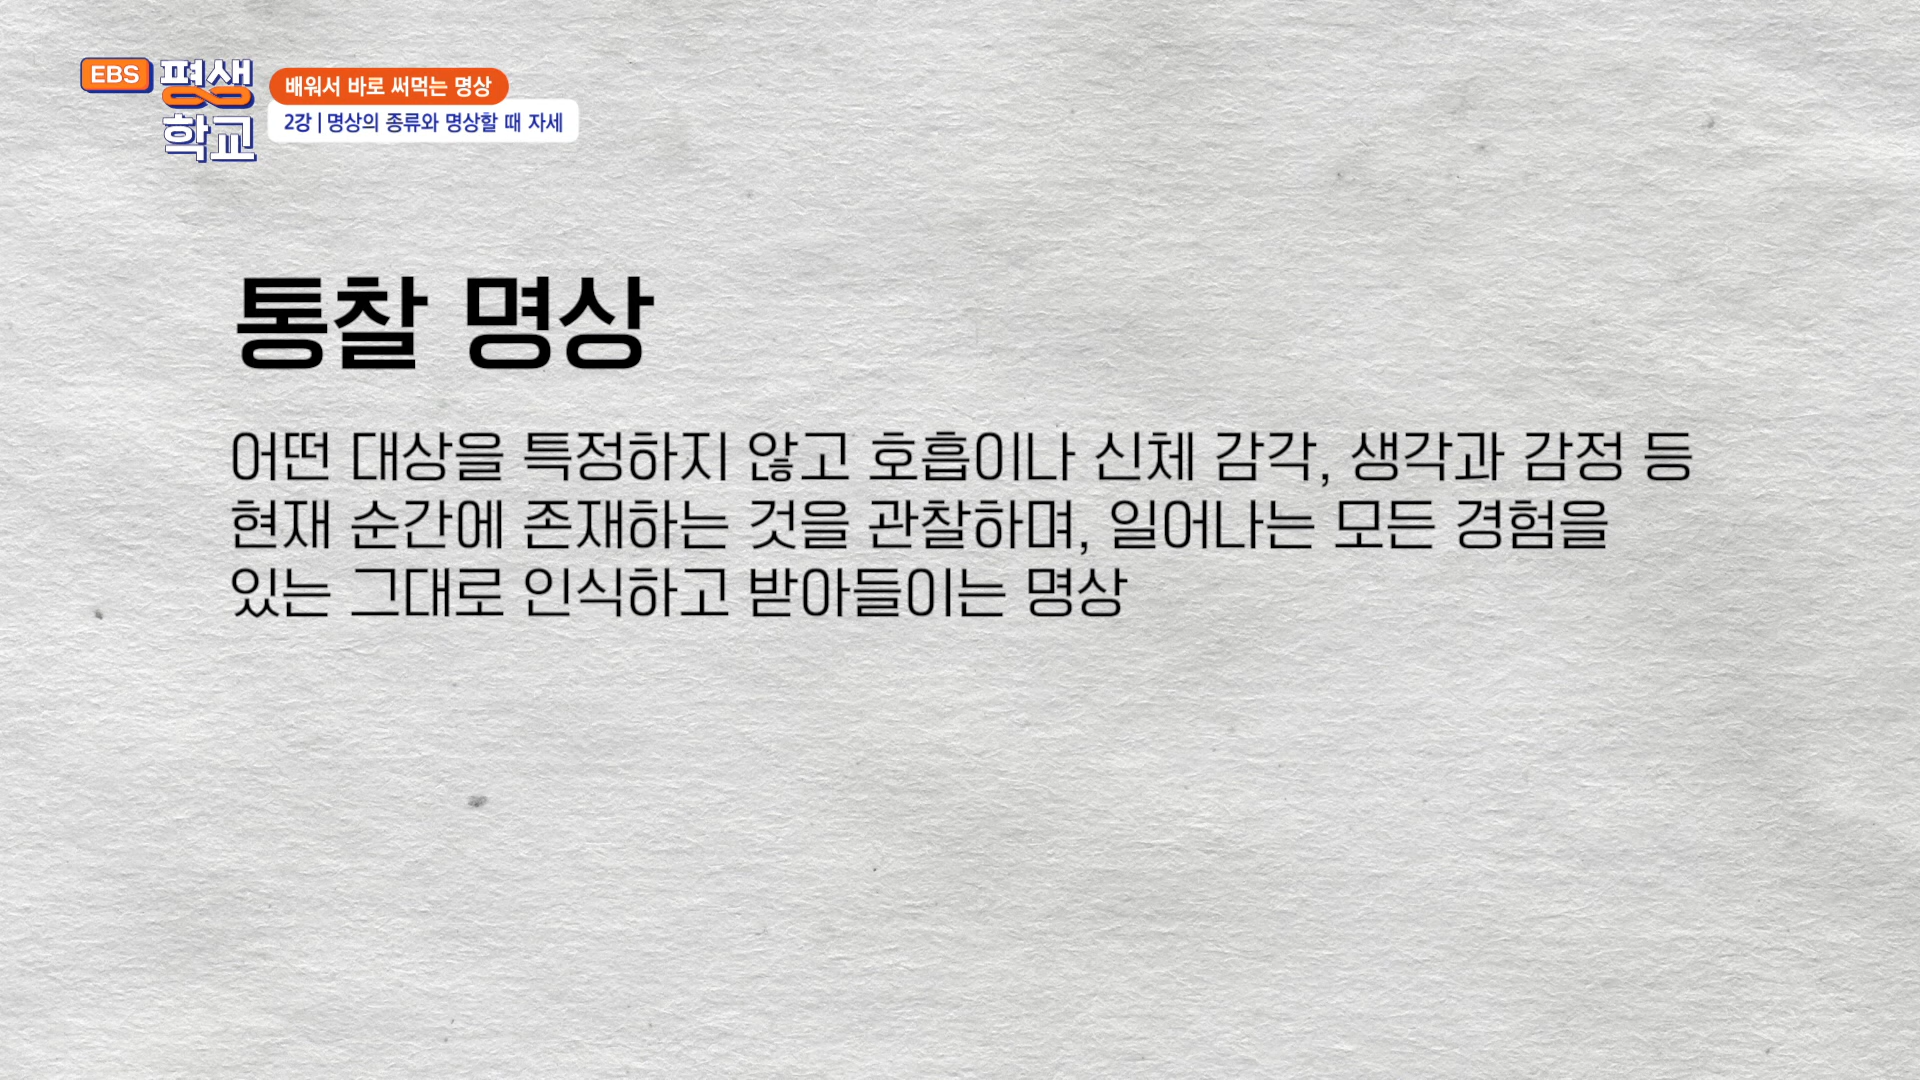 EBS 평생학교
배워서 바로 써먹는 명상
2강 | 명상의 종류와 명상할 때 자세
통찰 명상
어떤 대상을 특정하지 않고 호흡이나 신체 감각, 생각과 감정 등
현재 순간에 존재하는 것을 관찰하며, 일어나는 모든 경험을
있는 그대로 인식하고 받아들이는 명상